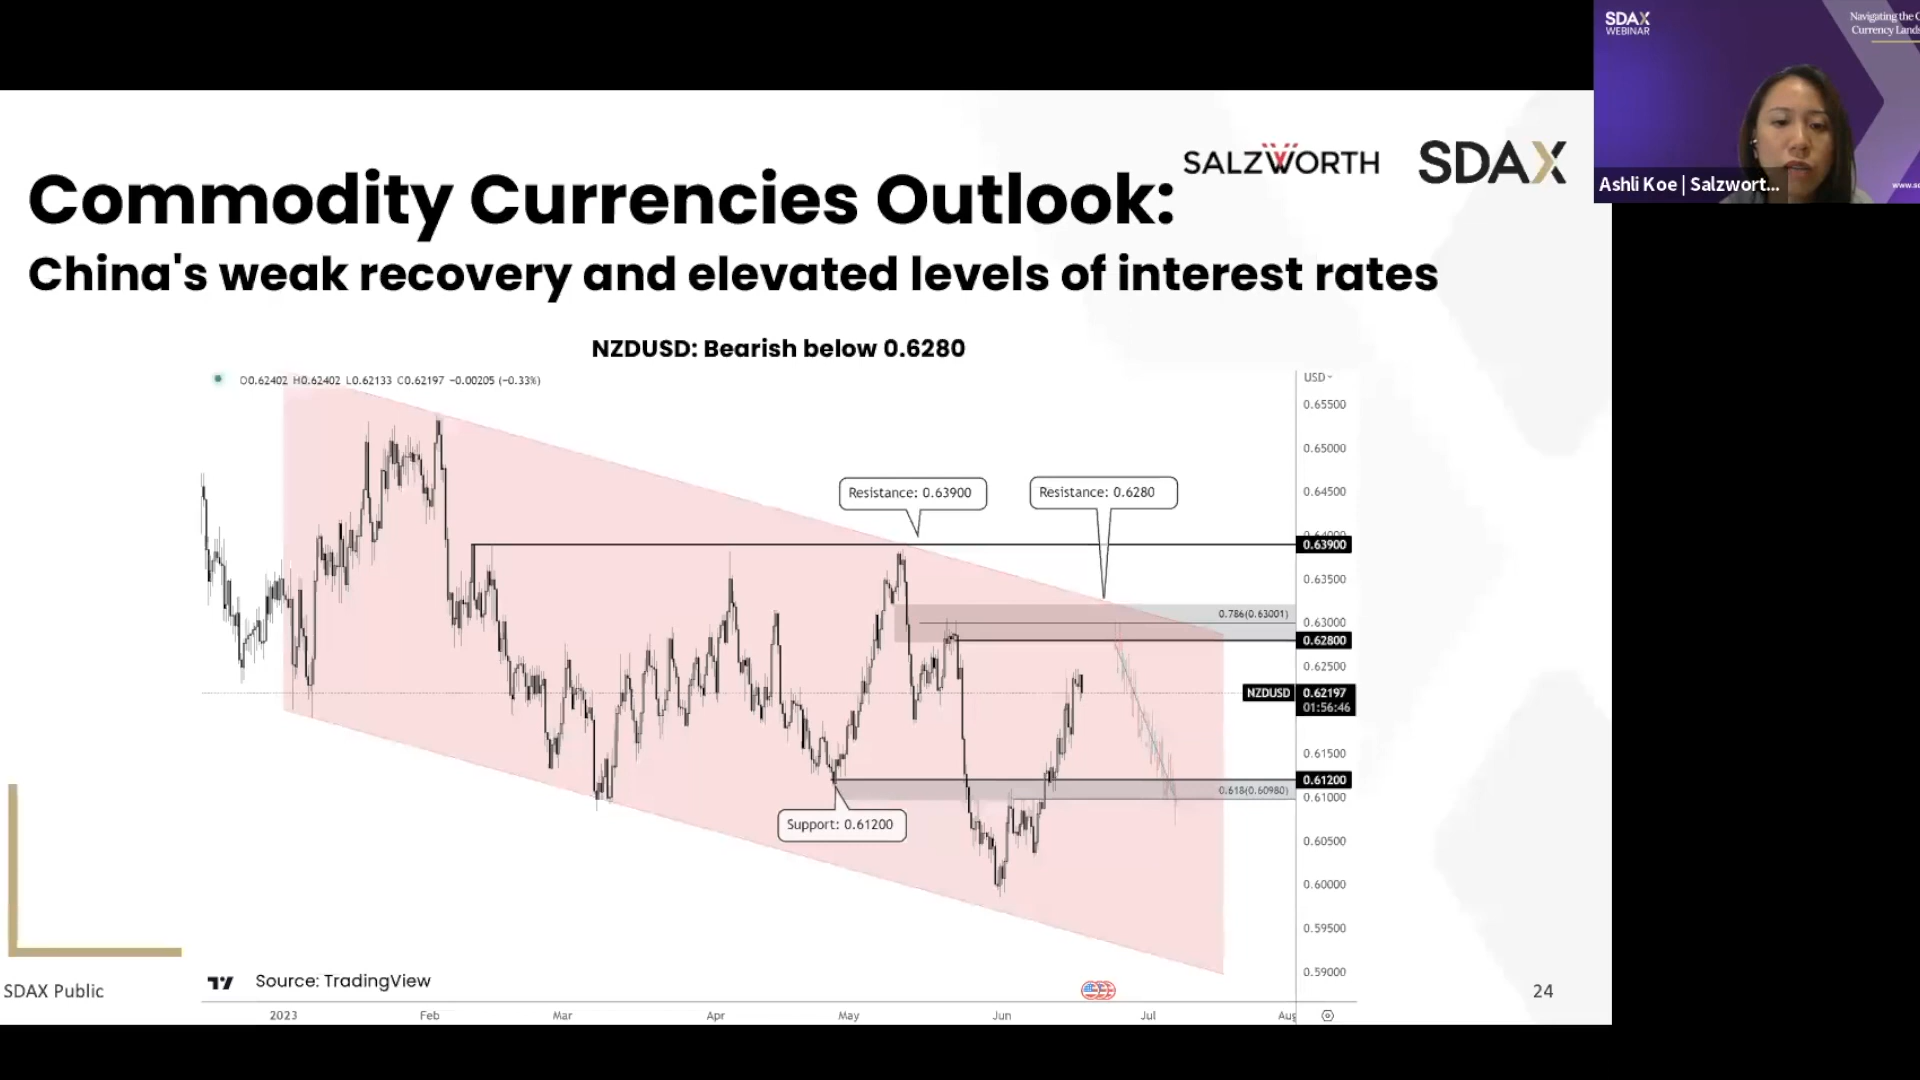 SDAX
WEBINAR
Navigating the
Currency
Ashli Koe | Salzwort...
SALZWORTH
SDAX
Commodity Currencies Outlook:
China's weak recovery and elevated levels of interest rates
NZDUSD: Bearish below 0.6280
O0.62402 H0.62402 L0.62133 C0.62197 −0.00205 (−0.33%)
USD
0.65500
0.65000
0.64500
Resistance: 0.63900
Resistance: 0.6280
0.63900
0.63500
0.786(0.63001)
0.63000
0.62800
0.62500
NZDUSD
0.62197
01:56:46
0.61500
0.61200
0.618(0.60980)
0.61000
Support: 0.61200
0.60500
0.60000
0.59500
0.59000
Source: TradingView
SDAX Public
24
2023 Feb Mar Apr May Jun Jul Aug